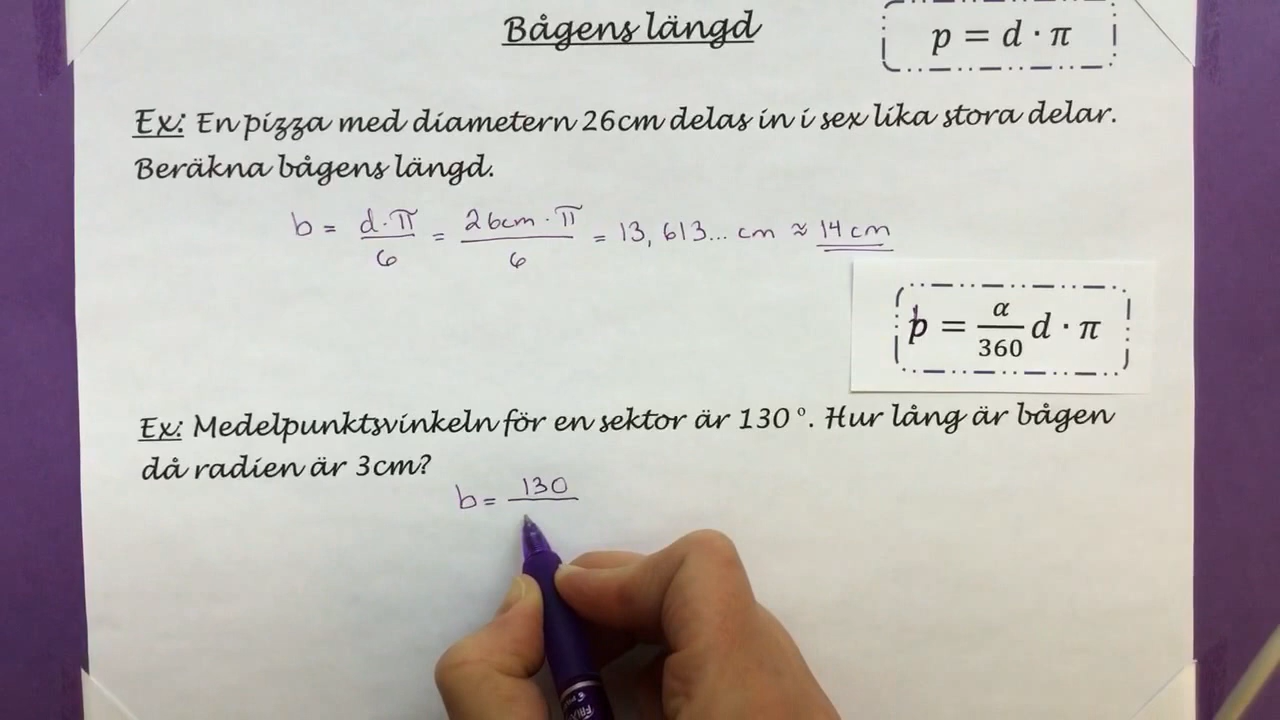 Bågens längd
p = d · π
Ex: En pizza med diametern 26cm delas in i sex lika stora delar.
Beräkna bågens längd.
b = d·π/6 = 26cm · π/6 = 13,613... cm ≈ 14 cm
b = α/360 d · π
Ex: Medelpunktsvinkeln för en sektor är 130°. Hur lång är bågen
då radien är 3cm?
b = 130